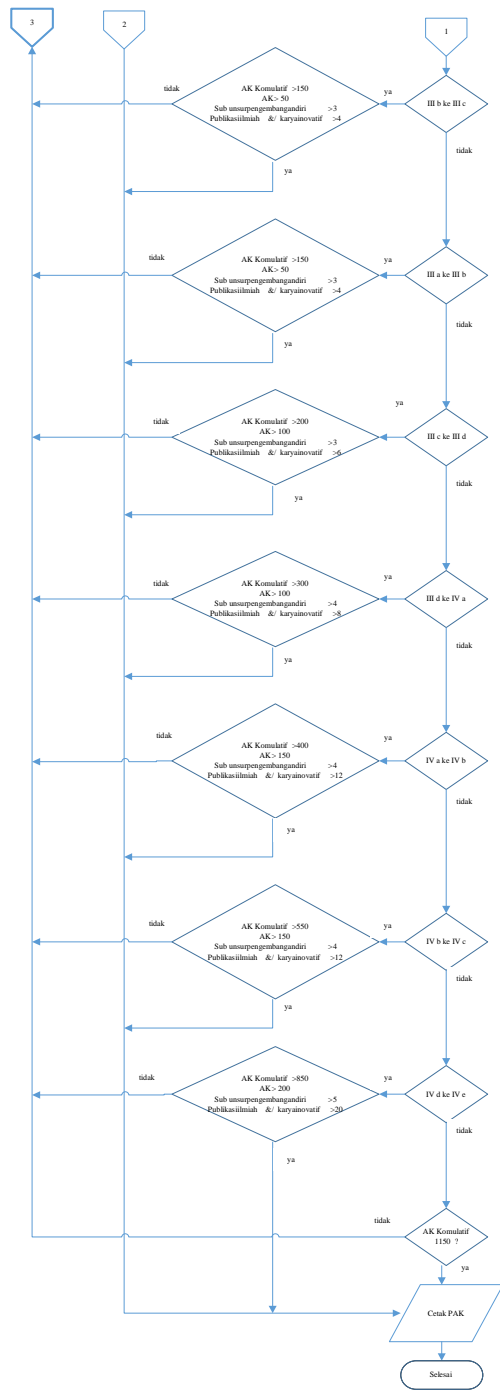 3
2
1
tidak
AK Komulatif >150
AK> 50
Sub unsurpengembangandiri >3
Publikasiilmiah &/ karyainovatif >4
ya
III b ke III c
ya
tidak
tidak
AK Komulatif >150
AK> 50
Sub unsurpengembangandiri >3
Publikasiilmiah &/ karyainovatif >4
ya
III a ke III b
ya
tidak
tidak
AK Komulatif >200
AK> 100
Sub unsurpengembangandiri >3
Publikasiilmiah &/ karyainovatif >6
ya
III c ke III d
ya
tidak
tidak
AK Komulatif >300
AK> 100
Sub unsurpengembangandiri >4
Publikasiilmiah &/ karyainovatif >8
ya
III d ke IV a
ya
tidak
tidak
AK Komulatif >400
AK> 150
Sub unsurpengembangandiri >4
Publikasiilmiah &/ karyainovatif >12
ya
IV a ke IV b
ya
tidak
tidak
AK Komulatif >550
AK> 150
Sub unsurpengembangandiri >4
Publikasiilmiah &/ karyainovatif >12
ya
IV b ke IV c
ya
tidak
tidak
AK Komulatif >850
AK> 200
Sub unsurpengembangandiri >5
Publikasiilmiah &/ karyainovatif >20
ya
IV d ke IV e
ya
tidak
tidak
AK Komulatif
1150 ?
ya
Cetak PAK
Selesai